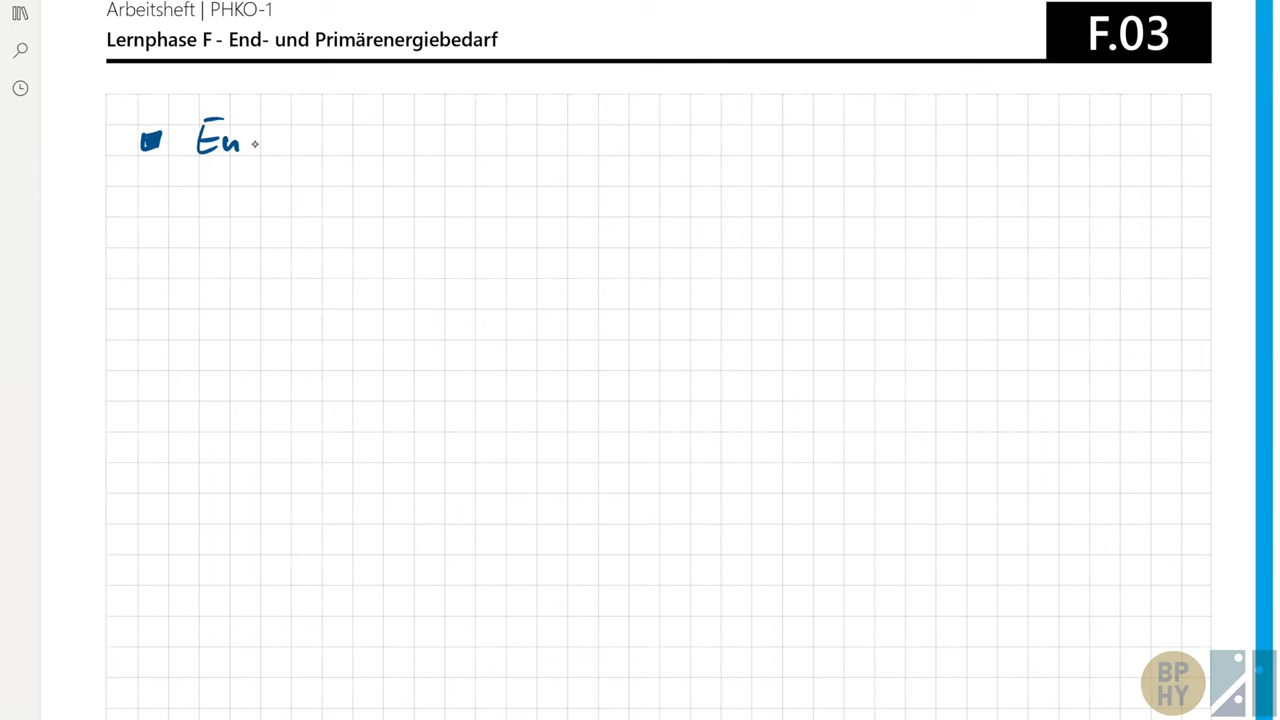 Arbeitsheft | PHKO-1
Lernphase F - End- und Primärenergiebedarf
F.03
En
BP
HY